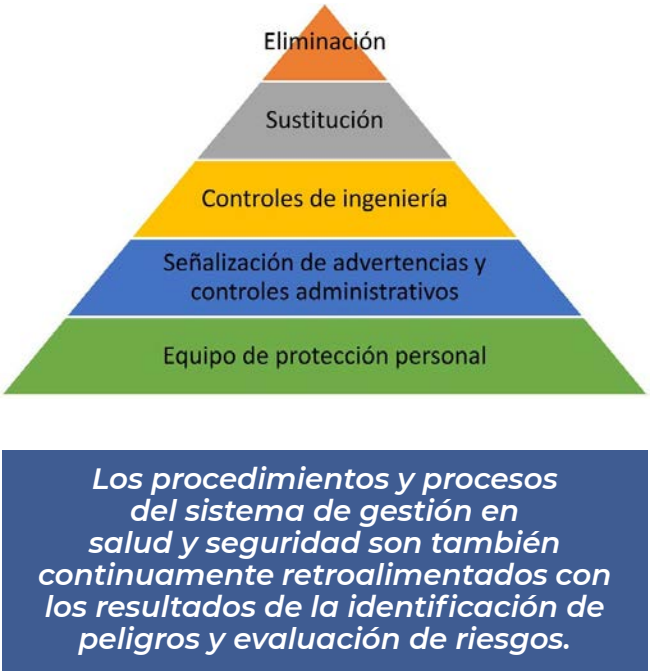 Eliminación
Sustitución
Controles de ingeniería
Señalización de advertencias y
controles administrativos
Equipo de protección personal
Los procedimientos y procesos
del sistema de gestión en
salud y seguridad son también
continuamente retroalimentados con
los resultados de la identificación de
peligros y evaluación de riesgos.